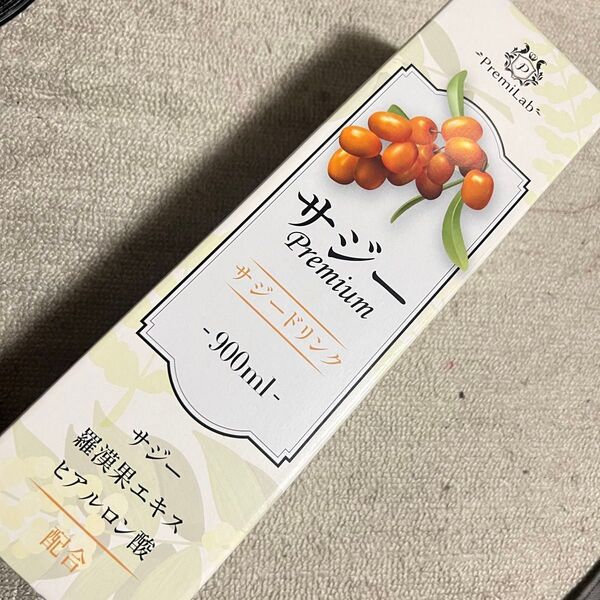 P
-PremiLab-
サジー
Premium
サジードリンク
-900ml-
サジー
羅漢果エキス
ヒアルロン酸
配合